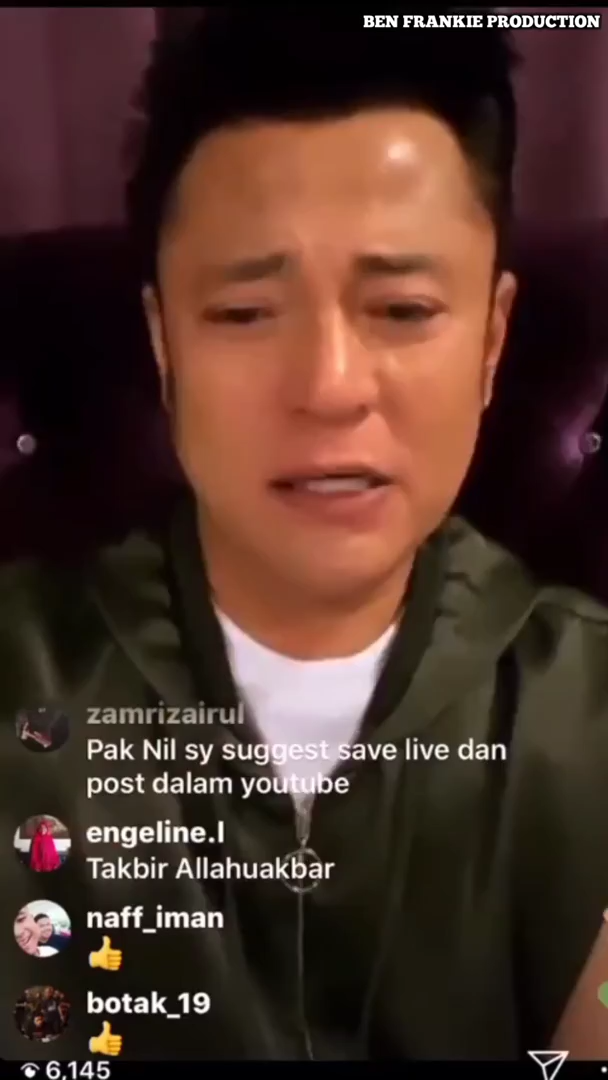 BEN FRANKIE PRODUCTION
zamrizairul
Pak Nil sy suggest save live dan
post dalam youtube
engeline.l
Takbir Allahuakbar
naff_iman
👍
botak_19
👍
6,145